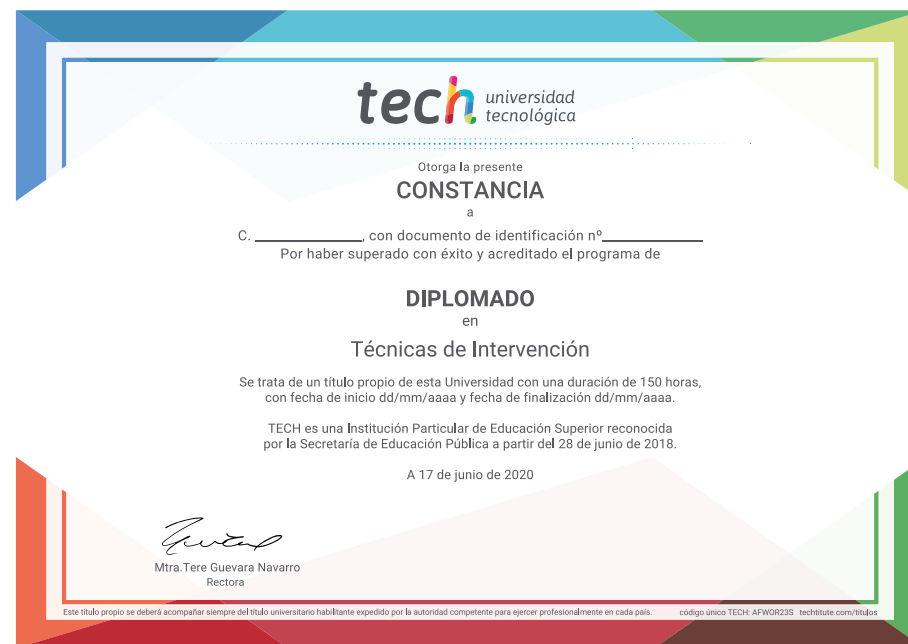 tech universidad
tecnológica
Otorga la presente
CONSTANCIA
a
C. ____________, con documento de identificación nº____________
Por haber superado con éxito y acreditado el programa de
DIPLOMADO
en
Técnicas de Intervención
Se trata de un título propio de esta Universidad con una duración de 150 horas,
con fecha de inicio dd/mm/aaaa y fecha de finalización dd/mm/aaaa.
TECH es una Institución Particular de Educación Superior reconocida
por la Secretaría de Educación Pública a partir del 28 de junio de 2018.
A 17 de junio de 2020
Mtra.Tere Guevara Navarro
Rectora
Este título propio se deberá acompañar siempre del título universitario habilitante expedido por la autoridad competente para ejercer profesionalmente en cada país. código único TECH: AFWOR23S techtitute.com/titulos